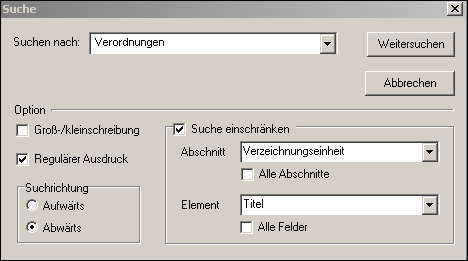 Suche
Suchen nach: Verordnungen
Weitersuchen
Abbrechen
Option
Groß-/kleinschreibung
Regulärer Ausdruck
Suchrichtung
Aufwärts
Abwärts
Suche einschränken
Abschnitt Verzeichnungseinheit
Alle Abschnitte
Element Titel
Alle Felder